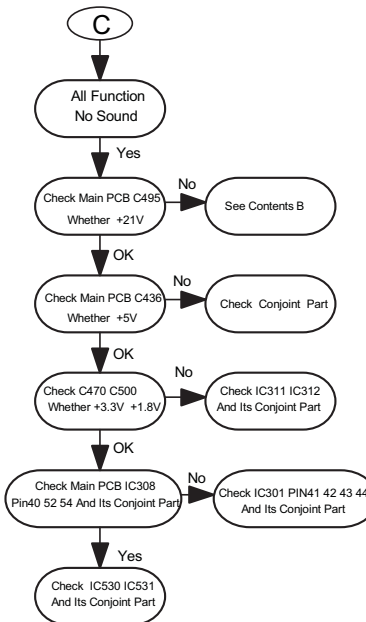 C
All Function
No Sound
Yes
Check Main PCB C495
Whether +21V
No
See Contents B
OK
Check Main PCB C436
Whether +5V
No
Check Conjoint Part
OK
Check C470 C500
Whether +3.3V +1.8V
No
Check IC311 IC312
And Its Conjoint Part
OK
Check Main PCB IC308
Pin40 52 54 And Its Conjoint Part
No
Check IC301 PIN41 42 43 44
And Its Conjoint Part
Yes
Check IC530 IC531
And Its Conjoint Part